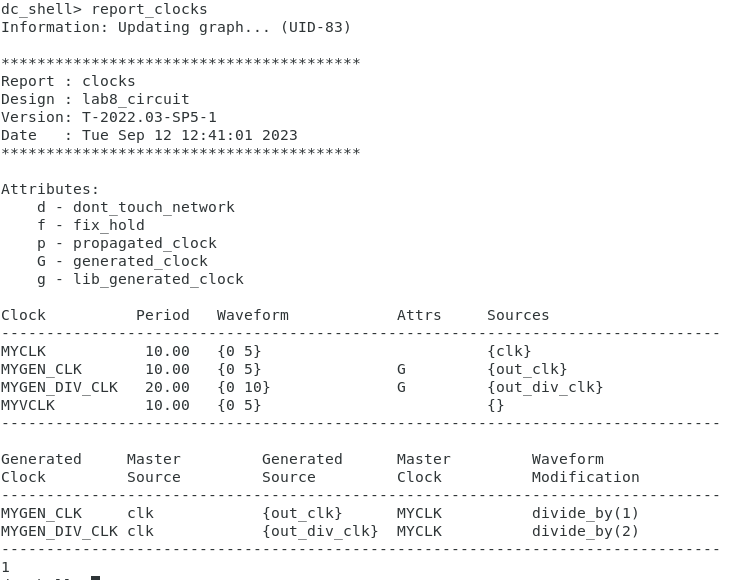 dc_shell> report_clocks
Information: Updating graph... (UID-83)
****************************************
Report : clocks
Design : lab8_circuit
Version: T-2022.03-SP5-1
Date   : Tue Sep 12 12:41:01 2023
****************************************
Attributes:
    d - dont_touch_network
    f - fix_hold
    p - propagated_clock
    G - generated_clock
    g - lib_generated_clock
Clock          Period   Waveform            Attrs     Sources
--------------------------------------------------------------------------------
MYCLK           10.00   {0 5}                         {clk}
MYGEN_CLK       10.00   {0 5}               G         {out_clk}
MYGEN_DIV_CLK   20.00   {0 10}              G         {out_div_clk}
MYVCLK          10.00   {0 5}                         {}
--------------------------------------------------------------------------------
Generated     Master         Generated      Master         Waveform
Clock         Source         Source         Clock          Modification
--------------------------------------------------------------------------------
MYGEN_CLK     clk            {out_clk}      MYCLK          divide_by(1)
MYGEN_DIV_CLK clk            {out_div_clk}  MYCLK          divide_by(2)
--------------------------------------------------------------------------------
1